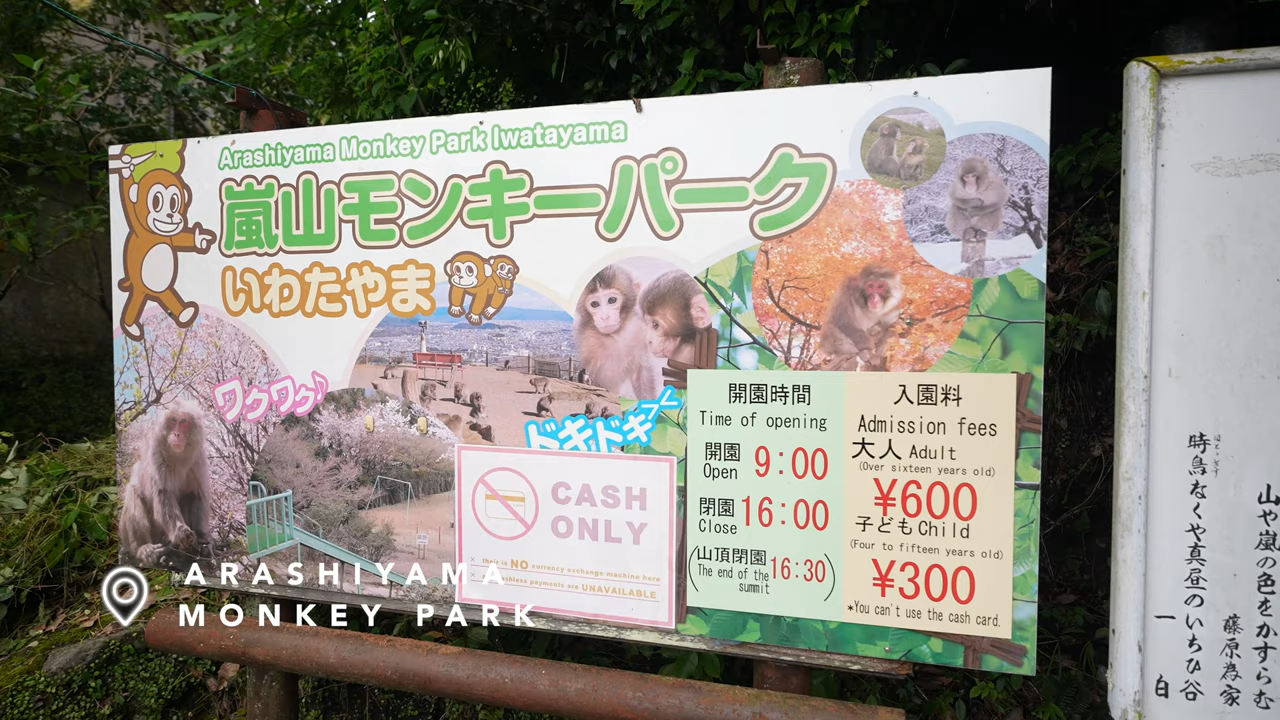 Arashiyama Monkey Park Iwatayama
嵐山モンキーパーク
いわたやま
ワクワク♪
ドキドキ
CASH
ONLY
NO currency exchange machine here
payments are UNAVAILABLE
開園時間
Time of opening
開園
Open 9:00
閉園
Close 16:00
(山頂閉園
The end of the
summit 16:30)
入園料
Admission fees
大人 Adult
(Over sixteen years old)
¥600
子ども Child
(Four to fifteen years old)
¥300
*You can't use the cash card.
ARASHIYAMA
MONKEY PARK
山や嵐の色をかすらむ
藤原為家
時鳥なくや真昼のいちひ谷
一白